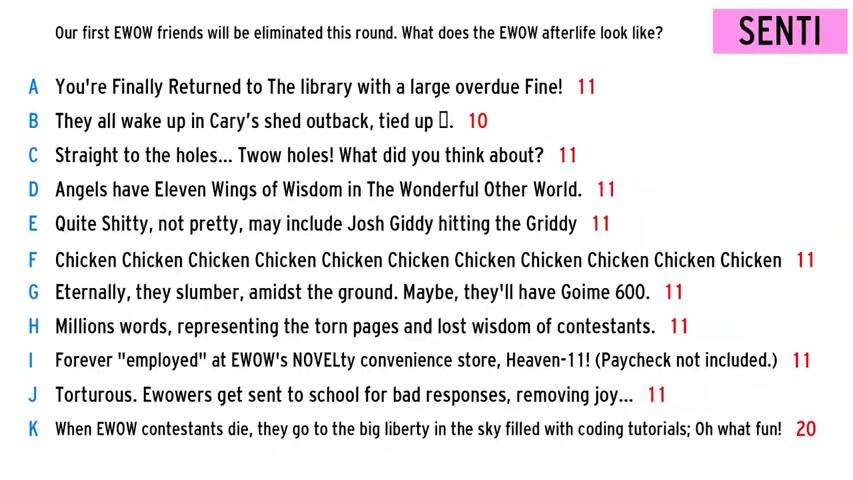 Our first EWOW friends will be eliminated this round. What does the EWOW afterlife look like?
SENTI
A You're Finally Returned to The library with a large overdue Fine! 11
B They all wake up in Cary's shed outback, tied up ▯. 10
C Straight to the holes... Twow holes! What did you think about? 11
D Angels have Eleven Wings of Wisdom in The Wonderful Other World. 11
E Quite Shitty, not pretty, may include Josh Giddy hitting the Griddy 11
F Chicken Chicken Chicken Chicken Chicken Chicken Chicken Chicken Chicken Chicken Chicken 11
G Eternally, they slumber, amidst the ground. Maybe, they'll have Goime 600. 11
H Millions words, representing the torn pages and lost wisdom of contestants. 11
I Forever "employed" at EWOW's NOVELty convenience store, Heaven-11! (Paycheck not included.) 11
J Torturous. Ewowers get sent to school for bad responses, removing joy... 11
K When EWOW contestants die, they go to the big liberty in the sky filled with coding tutorials; Oh what fun! 20